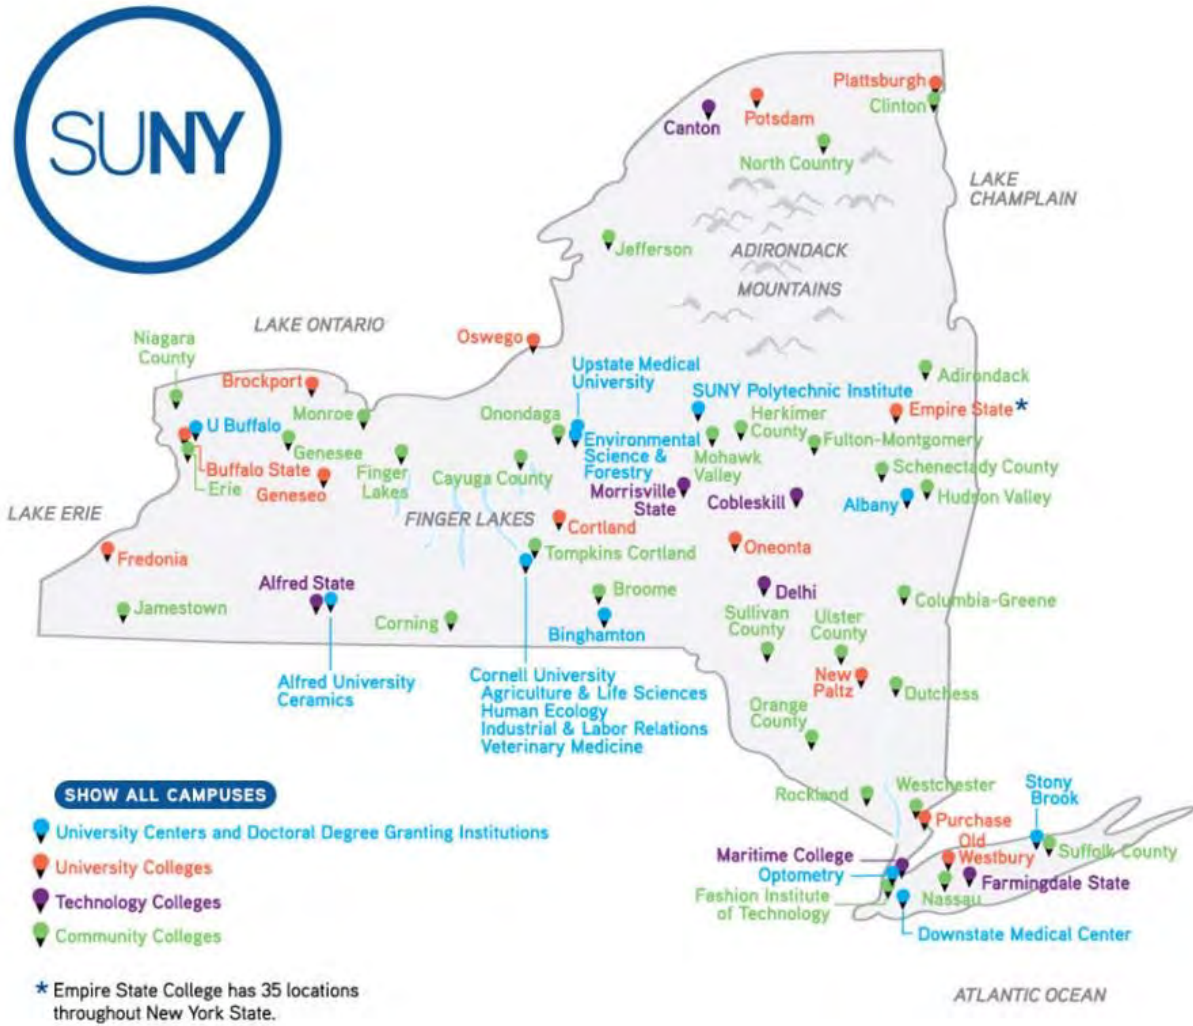 SUNY
Plattsburgh
Clinton
Potsdam
Canton
North Country
LAKE
CHAMPLAIN
Jefferson
ADIRONDACK
MOUNTAINS
LAKE ONTARIO
Niagara
County
Oswego
Brockport
Upstate Medical
University
SUNY Polytechnic Institute
Adirondack
Monroe
Onondaga
Herkimer
County
Empire State*
U Buffalo
Environmental
Science &
Forestry
Mohawk
Valley
Fulton-Montgomery
Genesee
Buffalo State
Erie
Geneseo
Finger
Lakes
Cayuga County
Schenectady County
Morrisville
State
Cobleskill
Albany
Hudson Valley
LAKE ERIE
FINGER LAKES
Cortland
Oneonta
Fredonia
Tompkins Cortland
Alfred State
Broome
Delhi
Columbia-Greene
Jamestown
Corning
Binghamton
Sullivan
County
Ulster
County
Alfred University
Ceramics
Cornell University
Agriculture & Life Sciences
Human Ecology
Industrial & Labor Relations
Veterinary Medicine
New
Paltz
Dutchess
Orange
County
Rockland
Westchester
Stony
Brook
Purchase
Old
Westbury
Suffolk County
Maritime College
Optometry
Farmingdale State
Nassau
Fashion Institute
of Technology
Downstate Medical Center
ATLANTIC OCEAN
SHOW ALL CAMPUSES
University Centers and Doctoral Degree Granting Institutions
University Colleges
Technology Colleges
Community Colleges
* Empire State College has 35 locations
throughout New York State.